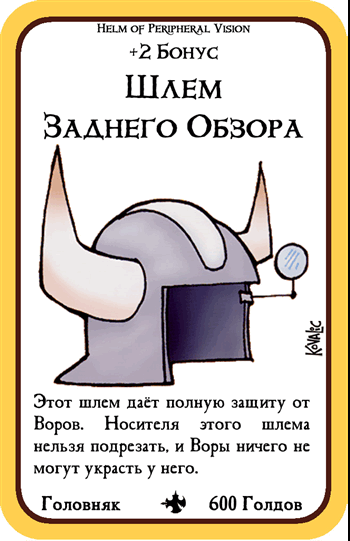 Helm of Peripheral Vision
+2 Бонус
Шлем
Заднего Обзора
Kovalic
Этот шлем даёт полную защиту от
Воров. Носителя этого шлема
нельзя подрезать, и Воры ничего не
могут украсть у него.
Головняк 600 Голдов